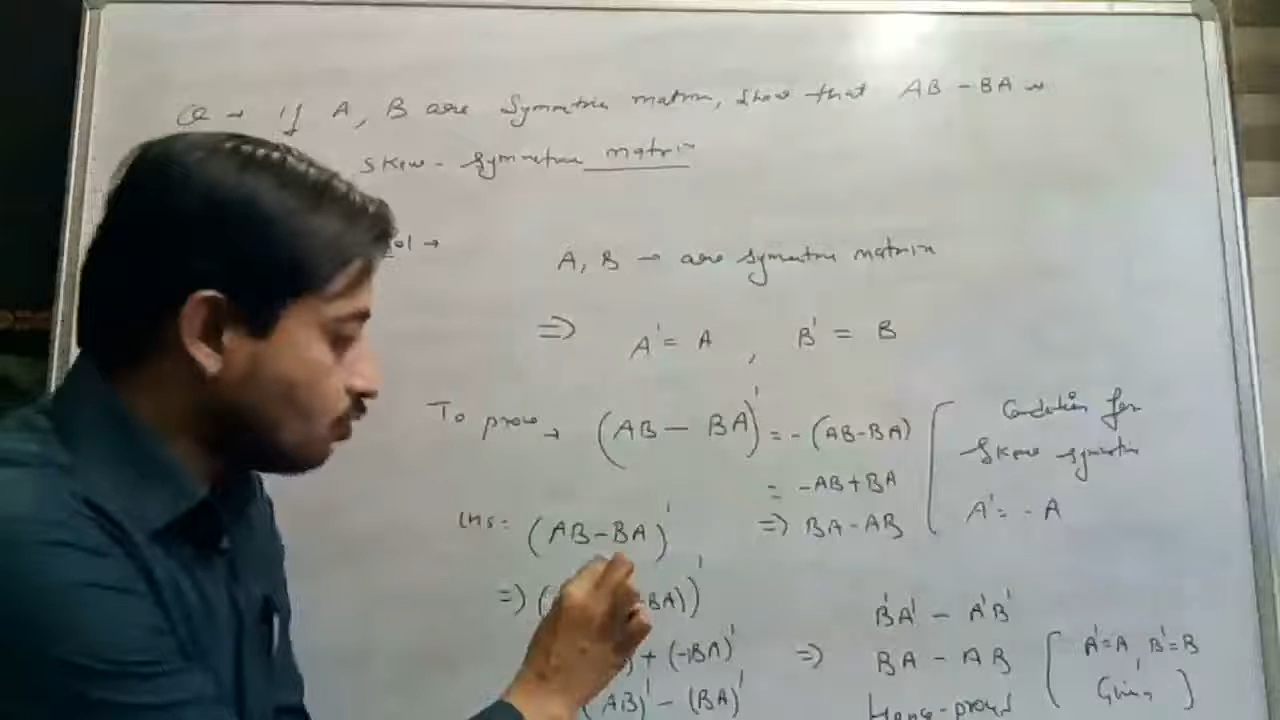 Q → If A, B are Symmetric matrix, show that AB - BA is
Skew-Symmetric matrix
Sol →
A, B → are symmetric matrix
⇒ A' = A , B' = B
To prove → (AB - BA)' = - (AB-BA)
= -AB+BA
⇒ BA-AB
Condition for
Skew symmetric
A' = -A
LHS = (AB-BA)'
⇒ ( -BA))'
) + (-BA)'
(AB)' - (BA)'
⇒ B'A' - A'B'
BA - AB
Hence-proved
A'=A, B'=B
Given